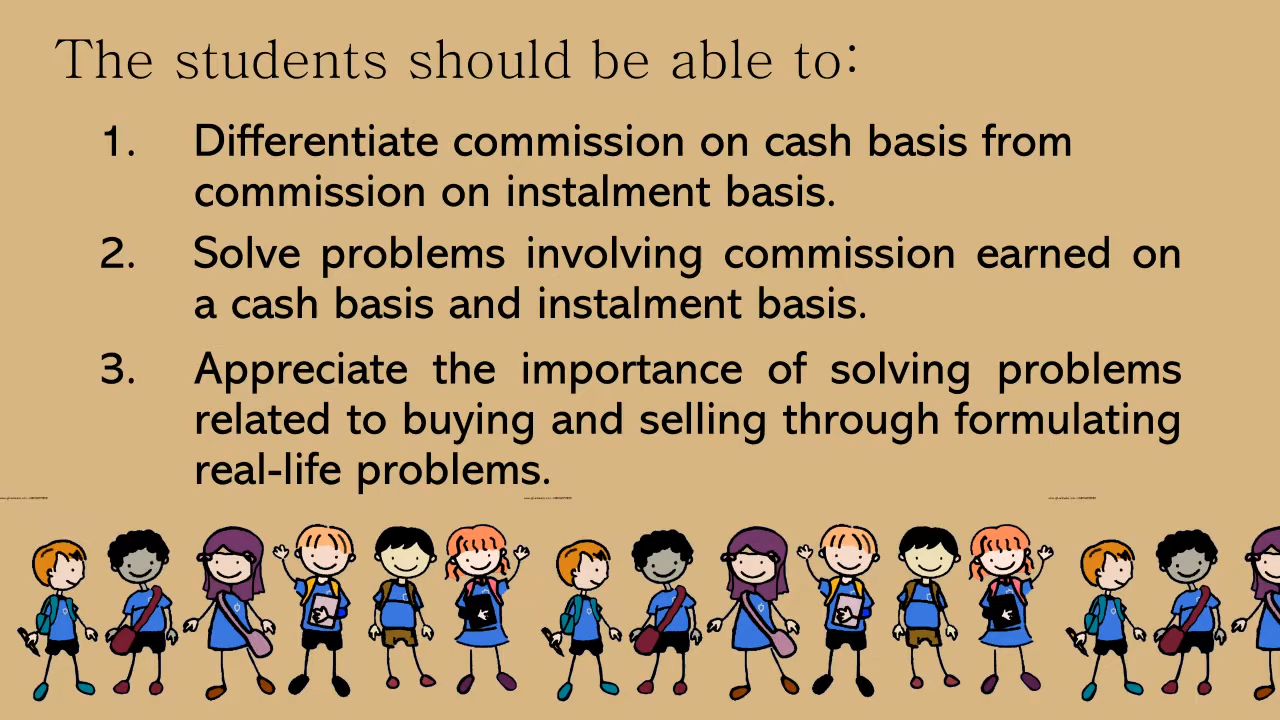 The students should be able to:
1. Differentiate commission on cash basis from
commission on instalment basis.
2. Solve problems involving commission earned on
a cash basis and instalment basis.
3. Appreciate the importance of solving problems
related to buying and selling through formulating
real-life problems.